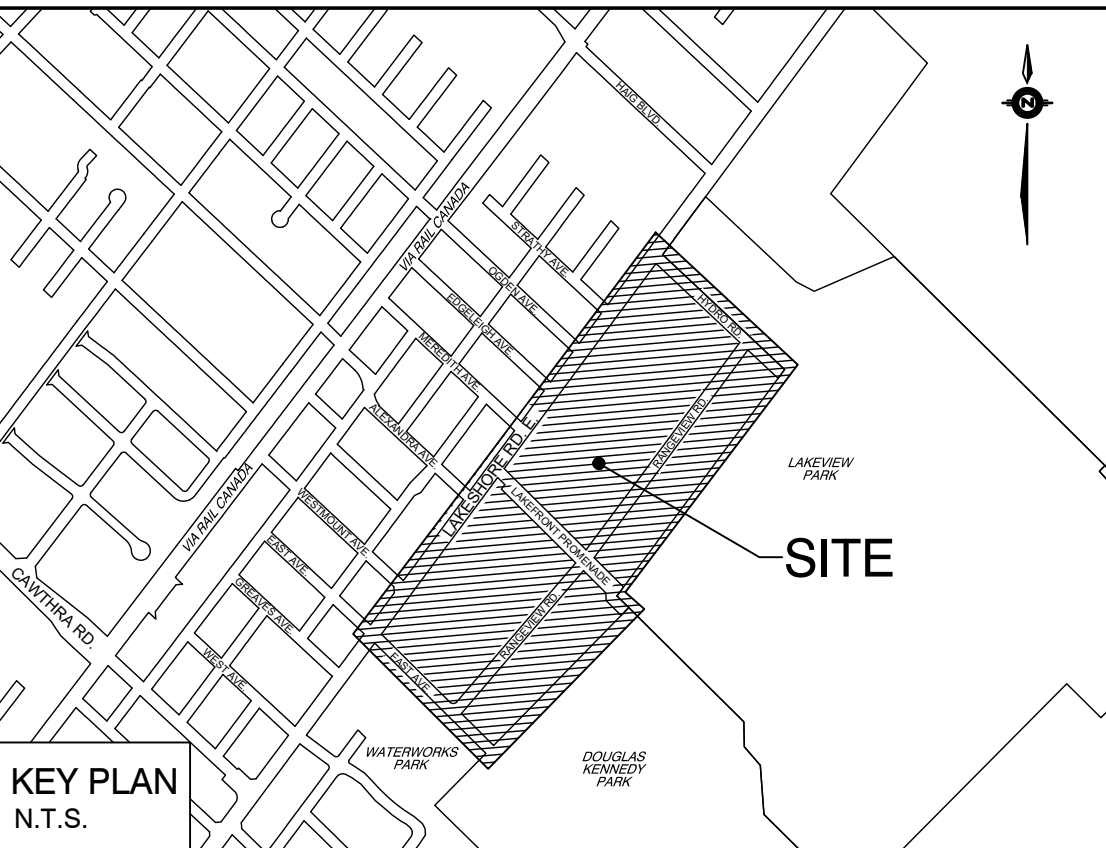 HAIG BLVD
N
VIA RAIL CANADA
STRATHY AVE.
OGDEN AVE.
EDGELEIGH AVE.
MEREDITH AVE.
HYDRO RD.
ALEXANDRA AVE.
LAKESHORE RD. E.
RANGEVIEW RD.
LAKEVIEW
PARK
VIA RAIL CANADA
WESTMOUNT AVE.
LAKEFRONT PROMENADE
SITE
EAST AVE.
GREAVES AVE.
CAWTHRA RD.
RANGEVIEW RD.
WEST AVE.
EAST AVE.
WATERWORKS
PARK
DOUGLAS
KENNEDY
PARK
KEY PLAN
N.T.S.